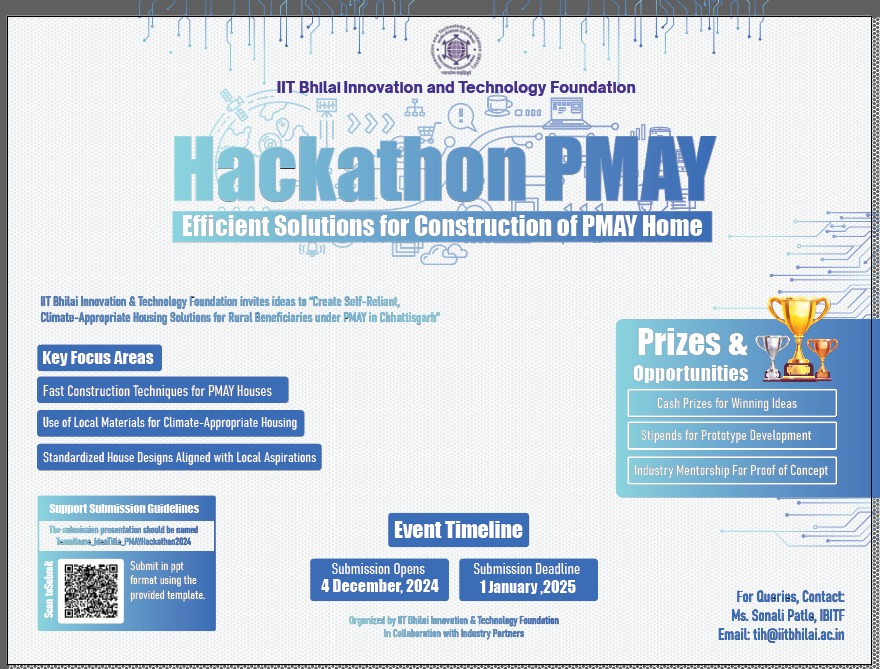 IIT Bhilai Innovation and Technology Foundation
Hackathon PMAY
Efficient Solutions for Construction of PMAY Home
IIT Bhilai Innovation & Technology Foundation invites ideas to "Create Self-Reliant,
Climate-Appropriate Housing Solutions for Rural Beneficiaries under PMAY in Chhattisgarh"
Key Focus Areas
Fast Construction Techniques for PMAY Houses
Use of Local Materials for Climate-Appropriate Housing
Standardized House Designs Aligned with Local Aspirations
Prizes &
Opportunities
Cash Prizes for Winning Ideas
Stipends for Prototype Development
Industry Mentorship For Proof of Concept
Support Submission Guidelines
The submission presentation should be named
TeamName_IdeaTitle_PMAYHackathon2024
Scan toSubmit
Submit in ppt
format using the
provided template.
Event Timeline
Submission Opens
4 December, 2024
Submission Deadline
1 January ,2025
Organized by IIT Bhilai Innovation & Technology Foundation
In Collaboration with Industry Partners
For Queries, Contact:
Ms. Sonali Patle, IBITF
Email: tih@iitbhilai.ac.in